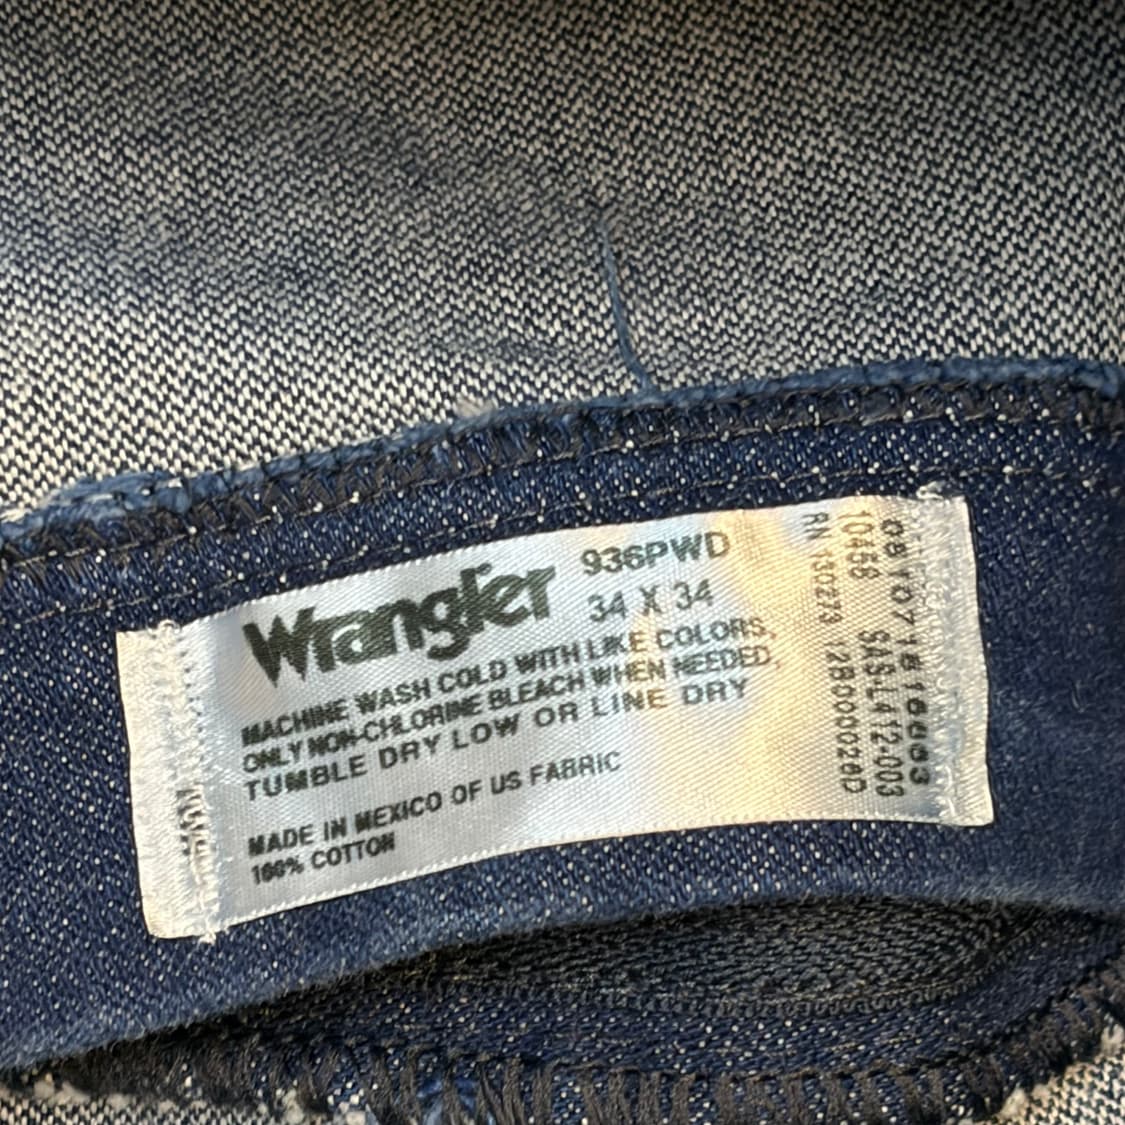 Wrangler 936PWD
34 X 34
MACHINE WASH COLD WITH LIKE COLORS,
ONLY NON-CHLORINE BLEACH WHEN NEEDED,
TUMBLE DRY LOW OR LINE DRY
MADE IN MEXICO OF US FABRIC
100% COTTON
10458 SAS-L412-003
RN 130273